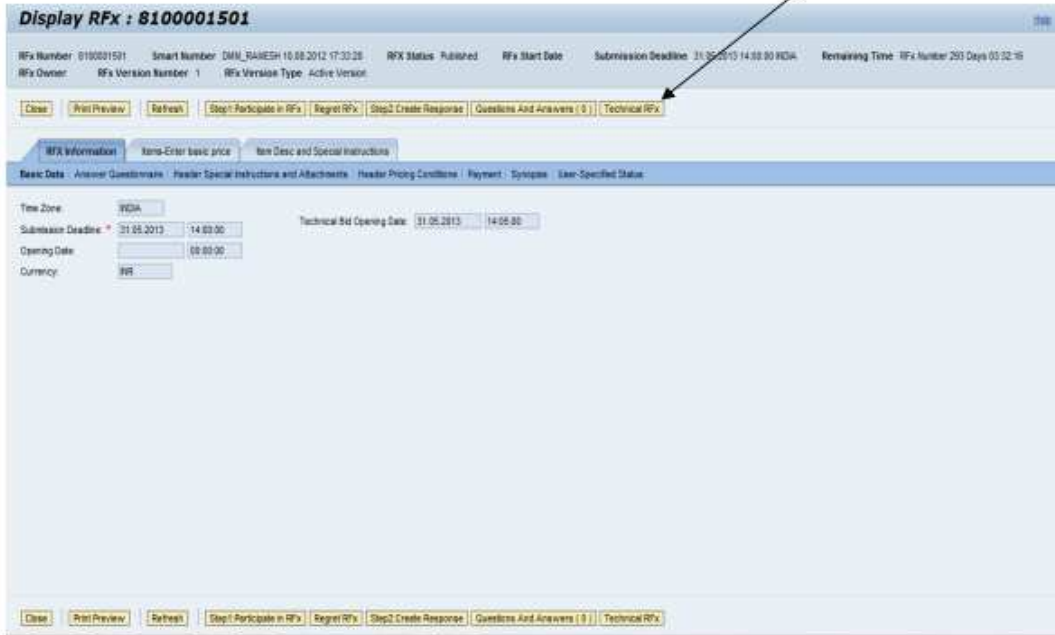 Display RFx : 8100001501
RFx Number 8100001501 Smart Number DMM_RAMESH 10.08.2012 17:33:28 RFX Status Published RFx Start Date Submission Deadline 31.05.2013 14:00:00 INDIA Remaining Time RFx Number 293 Days 03:32:16
RFx Owner RFx Version Number 1 RFx Version Type Active Version
Close Print Preview Refresh Step1:Participate in RFx Regret RFx Step2:Create Response Questions And Answers ( 0 ) Technical RFx
RFX Information Items-Enter basic price Item Desc and Special Instructions
Basic Data Answer Questionnaire Header Special Instructions and Attachments Header Pricing Conditions Payment Synopsis User-Specified Status
Time Zone: INDIA
Submission Deadline: * 31.05.2013 14:00:00 Technical Bid Opening Date: 31.05.2013 14:05:00
Opening Date: 00:00:00
Currency: INR
Close Print Preview Refresh Step1:Participate in RFx Regret RFx Step2:Create Response Questions And Answers ( 0 ) Technical RFx